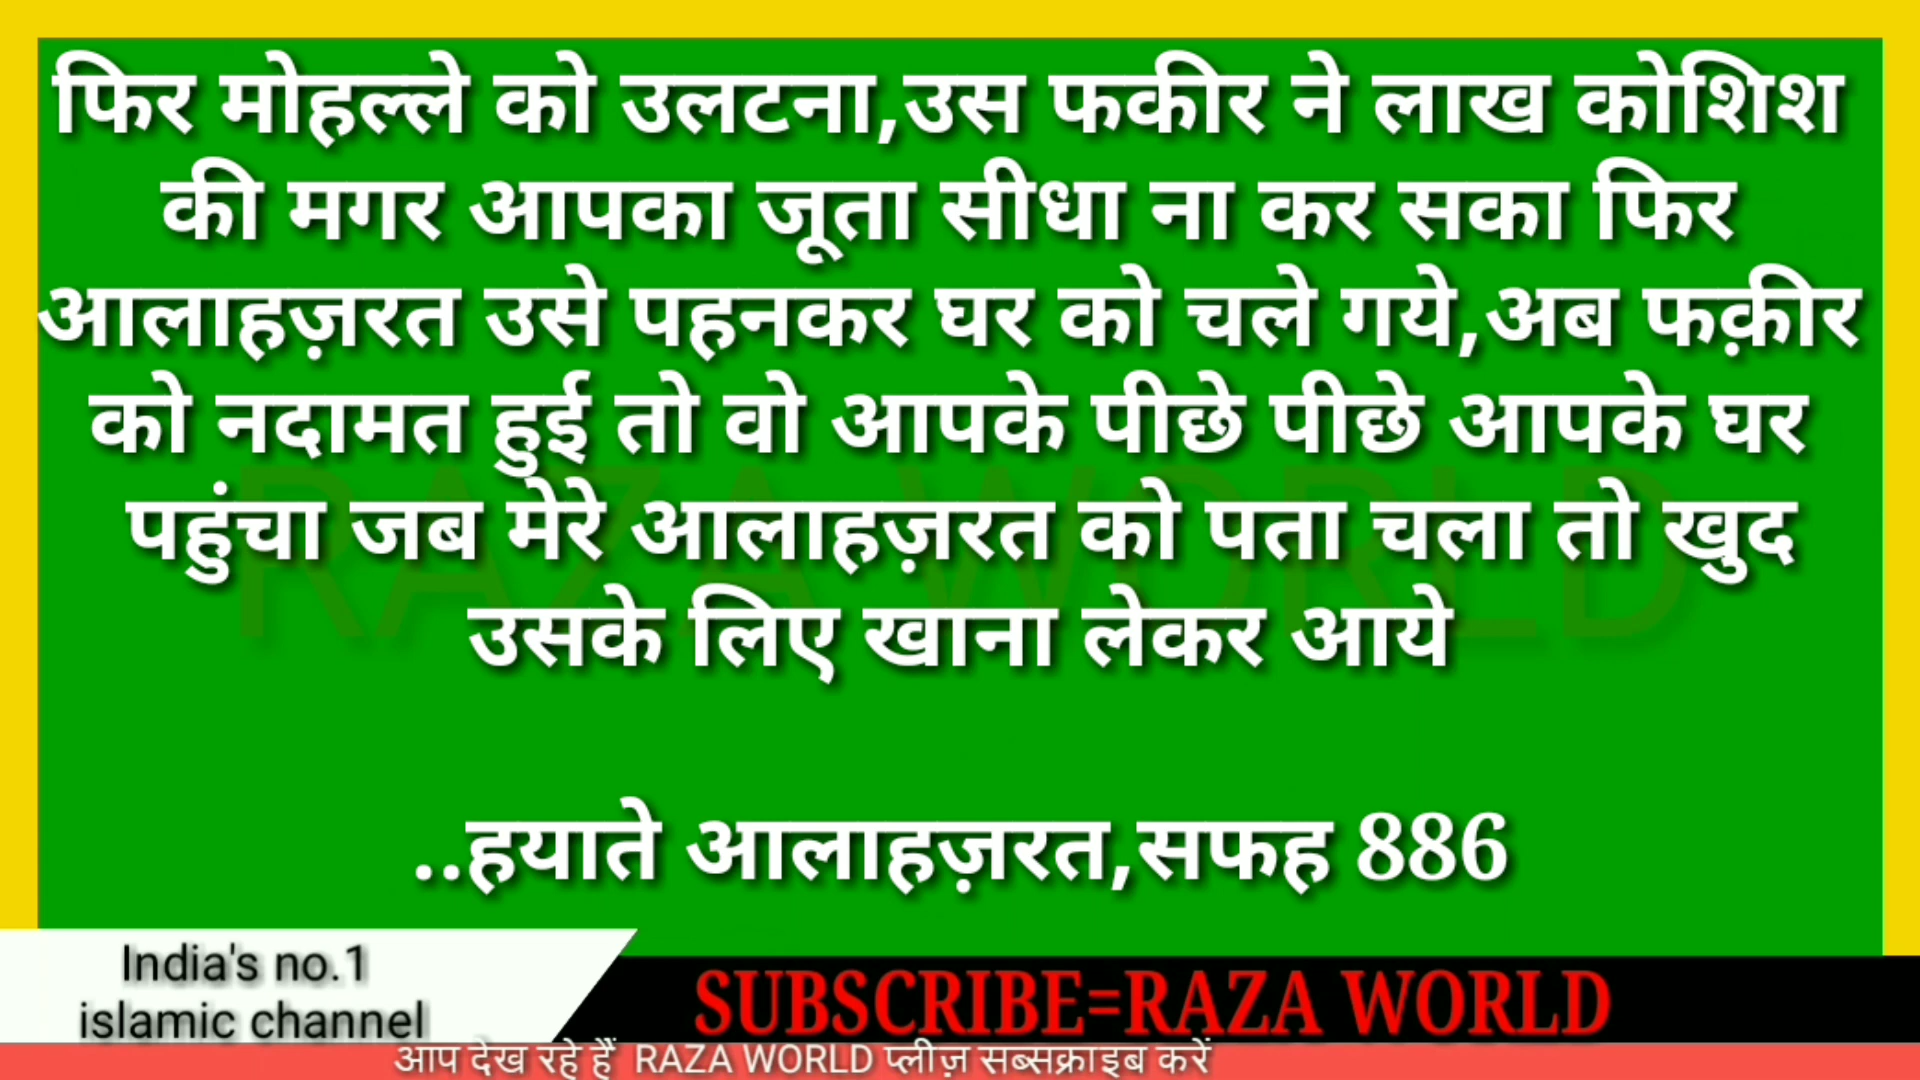 फिर मोहल्ले को उलटना,उस फकीर ने लाख कोशिश
की मगर आपका जूता सीधा ना कर सका फिर
आलाहज़रत उसे पहनकर घर को चले गये,अब फक़ीर
को नदामत हुई तो वो आपके पीछे पीछे आपके घर
पहुंचा जब मेरे आलाहज़रत को पता चला तो खुद
उसके लिए खाना लेकर आये
RAZA WORLD
..हयाते आलाहज़रत,सफह 886
India's no.1
islamic channel
SUBSCRIBE=RAZA WORLD
आप देख रहे हैं RAZA WORLD प्लीज़ सब्सक्राइब करें